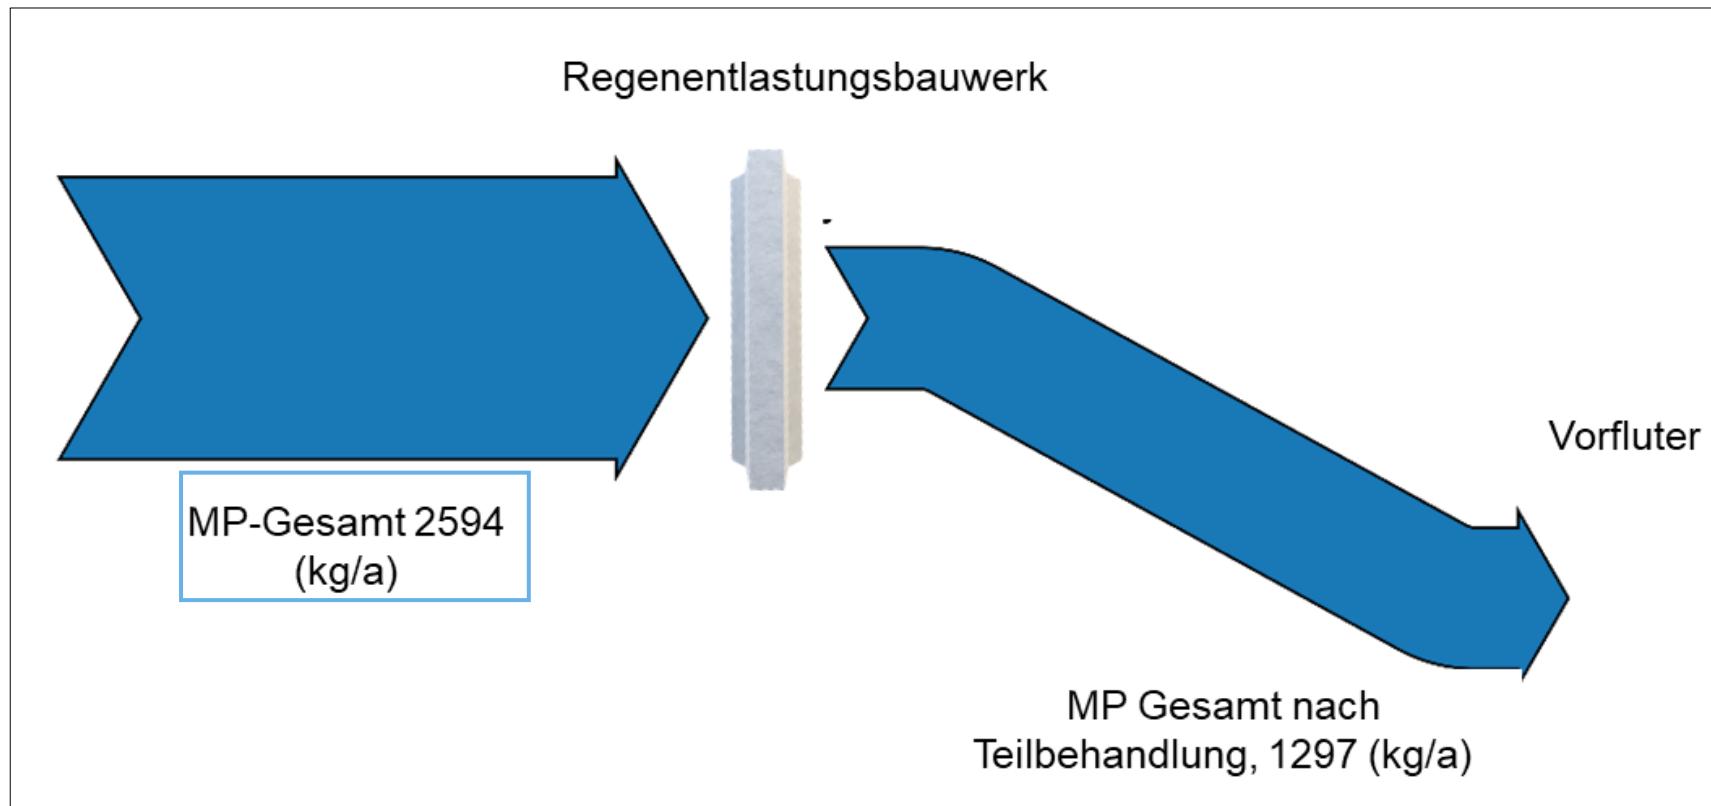 Regenentlastungsbauwerk
Vorfluter
MP-Gesamt 2594
(kg/a)
MP Gesamt nach
Teilbehandlung, 1297 (kg/a)